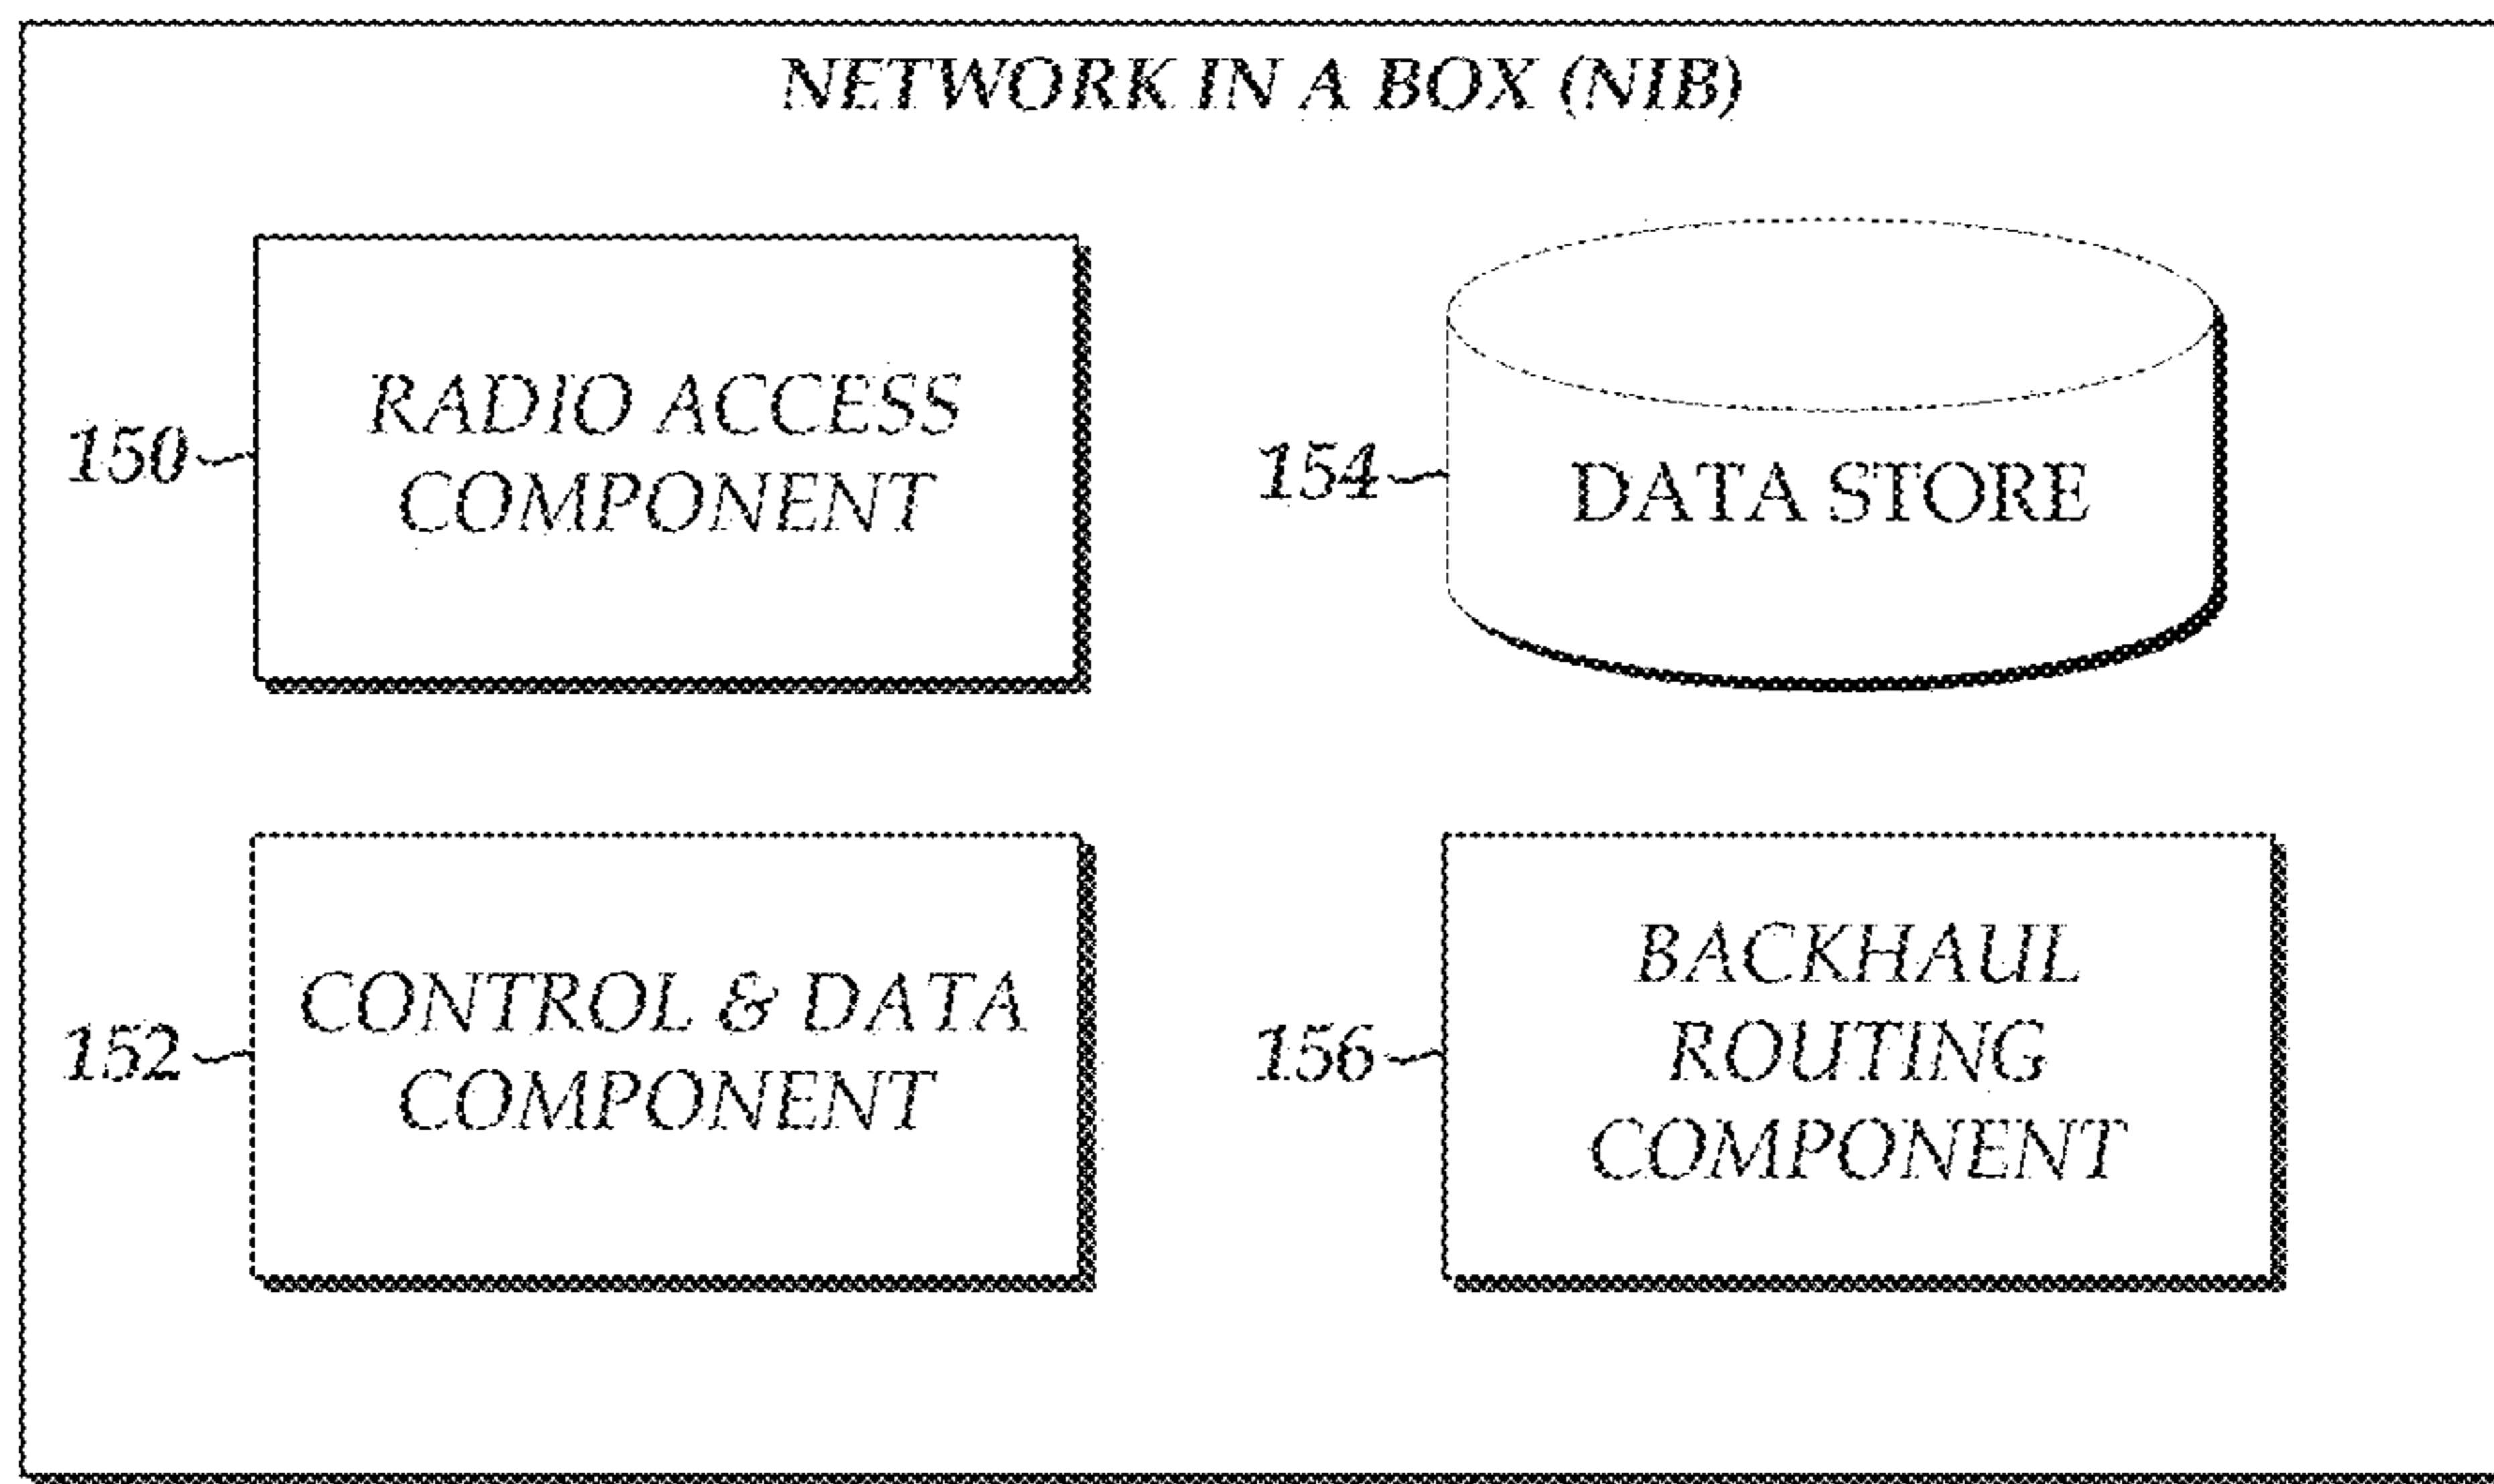 NETWORK IN A BOX (NIB)
150
RADIO ACCESS
COMPONENT
154
DATA STORE
152
CONTROL & DATA
COMPONENT
156
BACKHAUL
ROUTING
COMPONENT